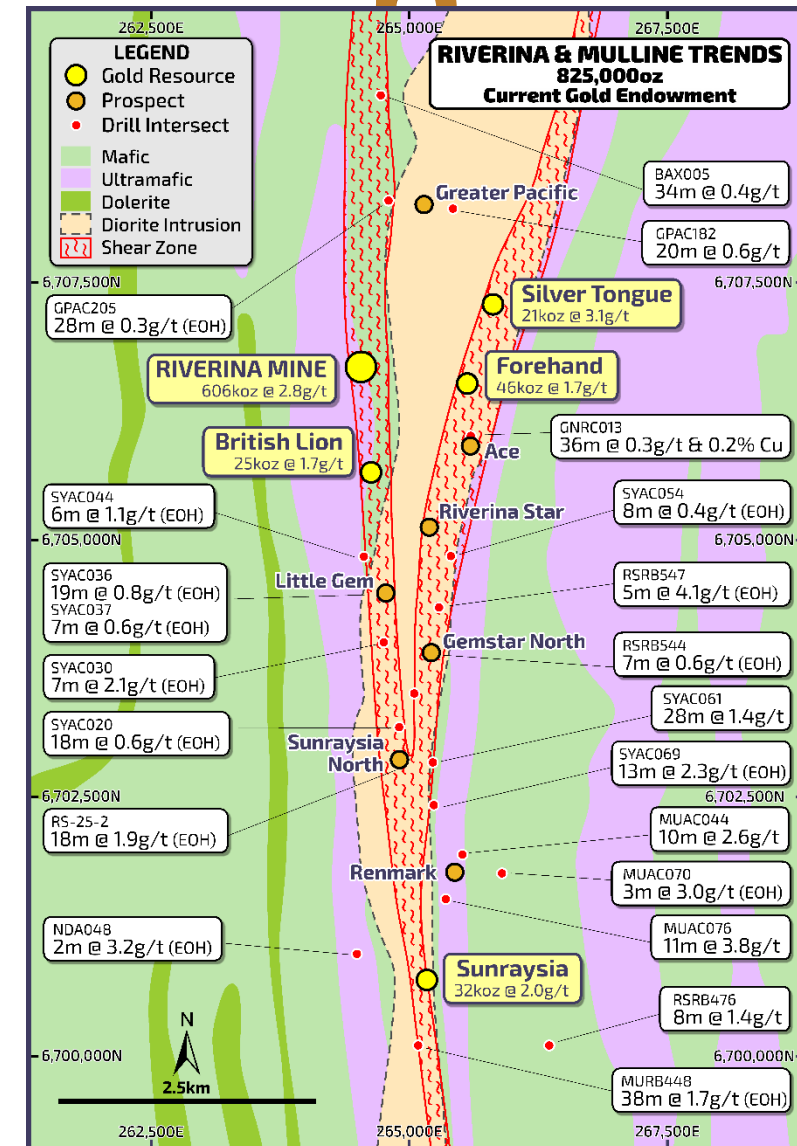 262,500E
265,000E
267,500E
LEGEND
Gold Resource
Prospect
Drill Intersect
Mafic
Ultramafic
Dolerite
Diorite Intrusion
Shear Zone
RIVERINA & MULLINE TRENDS
825,000oz
Current Gold Endowment
BAX005
34m @ 0.4g/t
Greater Pacific
GPAC182
20m @ 0.6g/t
6,707,500N
6,707,500N
GPAC205
28m @ 0.3g/t (EOH)
Silver Tongue
21koz @ 3.1g/t
RIVERINA MINE
606koz @ 2.8g/t
Forehand
46koz @ 1.7g/t
GNRC013
36m @ 0.3g/t & 0.2% Cu
British Lion
25koz @ 1.7g/t
Ace
SYAC044
6m @ 1.1g/t (EOH)
SYAC054
8m @ 0.4g/t (EOH)
Riverina Star
6,705,000N
6,705,000N
SYAC036
19m @ 0.8g/t (EOH)
SYAC037
7m @ 0.6g/t (EOH)
Little Gem
RSRB547
5m @ 4.1g/t (EOH)
Gemstar North
RSRB544
7m @ 0.6g/t (EOH)
SYAC030
7m @ 2.1g/t (EOH)
SYAC061
28m @ 1.4g/t
SYAC020
18m @ 0.6g/t (EOH)
Sunraysia
North
SYAC069
13m @ 2.3g/t (EOH)
6,702,500N
6,702,500N
RS-25-2
18m @ 1.9g/t (EOH)
MUAC044
10m @ 2.6g/t
Renmark
MUAC070
3m @ 3.0g/t (EOH)
MUAC076
11m @ 3.8g/t
NDA048
2m @ 3.2g/t (EOH)
Sunraysia
32koz @ 2.0g/t
RSRB476
8m @ 1.4g/t
N
2.5km
6,700,000N
6,700,000N
MURB448
38m @ 1.7g/t (EOH)
262,500E
265,000E
267,500E